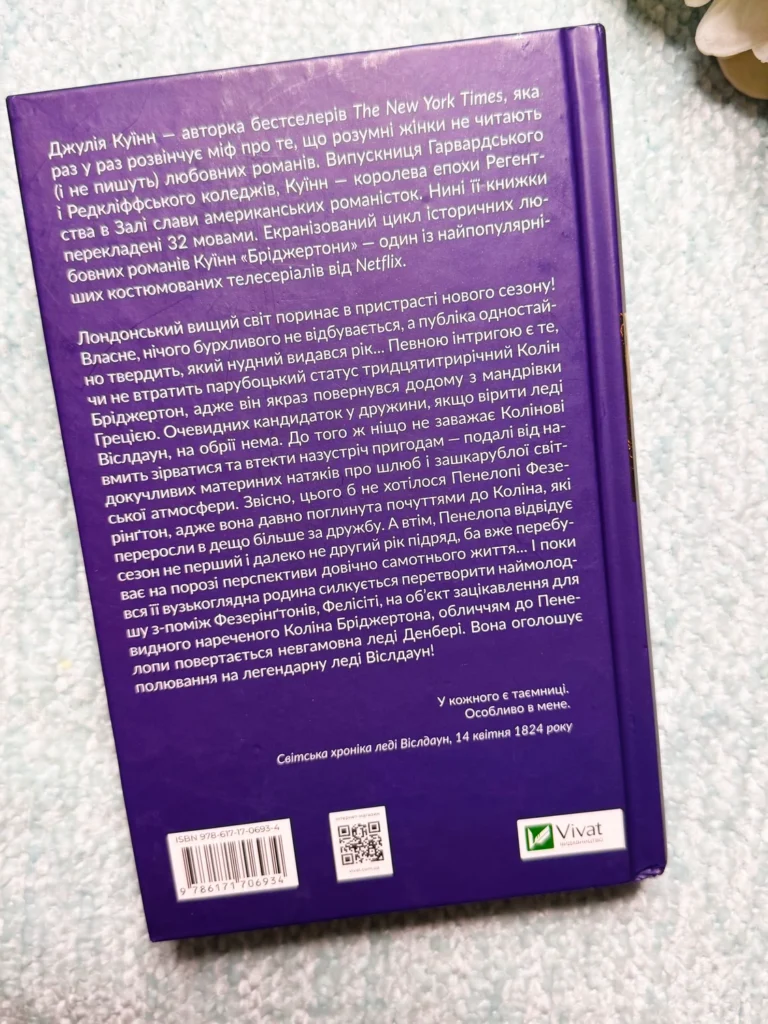 Джулія Куїнн — авторка бестселерів The New York Times, яка
раз у раз розвінчує міф про те, що розумні жінки не читають
(і не пишуть) любовних романів. Випускниця Гарвардського
і Редкліффського коледжів, Куїнн — королева епохи Регент-
ства в Залі слави американських романісток. Нині її книжки
перекладені 32 мовами. Екранізований цикл історичних лю-
бовних романів Куїнн «Бріджертони» — один із найпопулярні-
ших костюмованих телесеріалів від Netflix.
Лондонський вищий світ поринає в пристрасті нового сезону!
Власне, нічого бурхливого не відбувається, а публіка одностай-
но твердить, який нудний видався рік... Певною інтригою є те,
чи не втратить парубоцький статус тридцятитрирічний Колін
Бріджертон, адже він якраз повернувся додому з мандрівки
Грецією. Очевидних кандидаток у дружини, якщо вірити леді
Віслдаун, на обрії нема. До того ж ніщо не заважає Колінові
вмить зірватися та втекти назустріч пригодам — подалі від на-
докучливих материних натяків про шлюб і зашкарублої світ-
ської атмосфери. Звісно, цього б не хотілося Пенелопі Фезе-
рінґтон, адже вона давно поглинута почуттями до Коліна, які
переросли в дещо більше за дружбу. А втім, Пенелопа відвідує
сезон не перший і далеко не другий рік підряд, ба вже перебу-
ває на порозі перспективи довічно самотнього життя... І поки
вся її вузькоглядна родина силкується перетворити наймолод-
шу з-поміж Фезерінґтонів, Фелісіті, на об'єкт зацікавлення для
видного нареченого Коліна Бріджертона, обличчям до Пене-
лопи повертається невгамовна леді Денбері. Вона оголошує
полювання на легендарну леді Віслдаун!
У кожного є таємниці.
Особливо в мене.
Світська хроніка леді Віслдаун, 14 квітня 1824 року
ISBN 978-617-17-0693-4
9 786171 706934
Vivat
видавництво